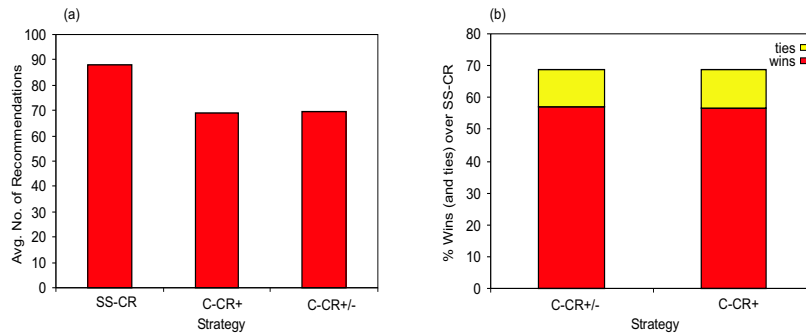 (a)
Avg. No. of Recommendations
100
90
80
70
60
50
40
30
20
10
0
SS-CR
C-CR+
C-CR+/-
Strategy
(b)
% Wins (and ties) over SS-CR
80
70
60
50
40
30
20
10
0
ties
wins
C-CR+/-
C-CR+
Strategy